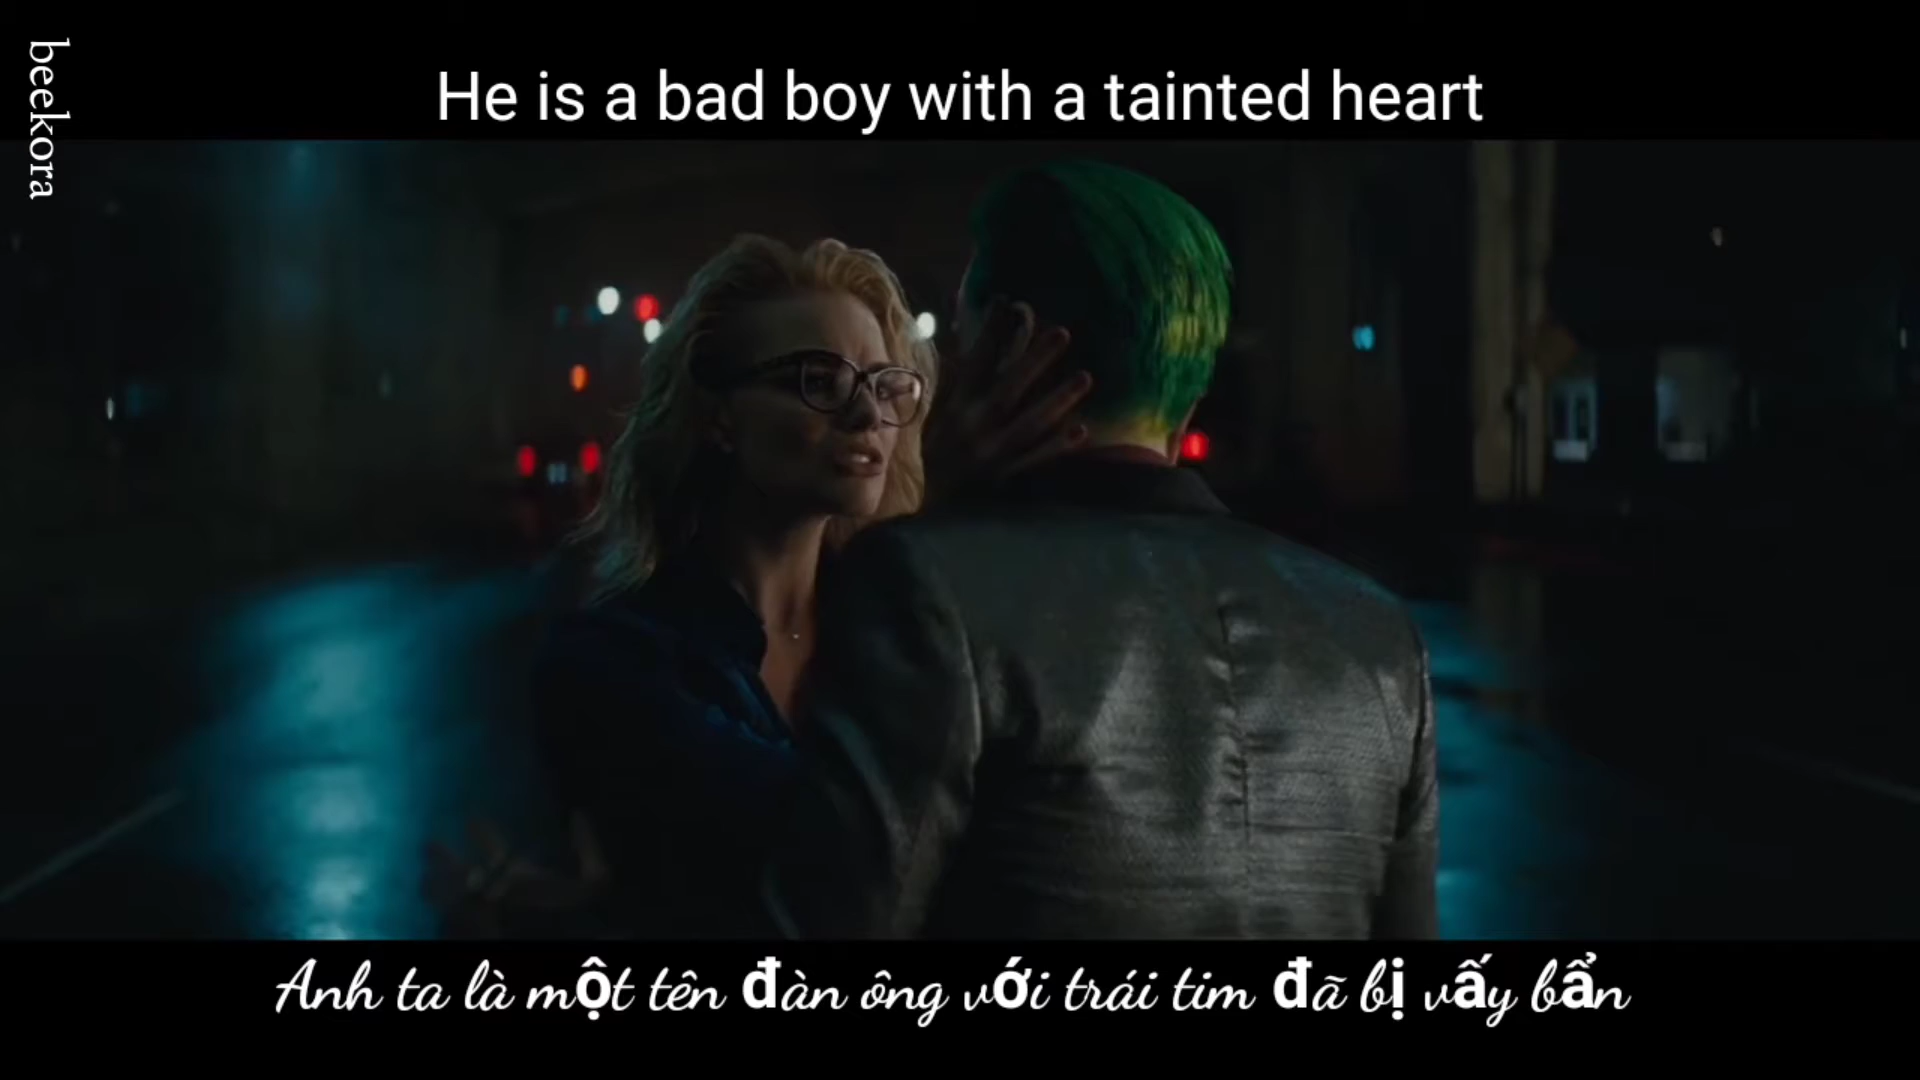 beekora
He is a bad boy with a tainted heart
Anh ta là một tên đàn ông với trái tim đã bị vấy bẩn